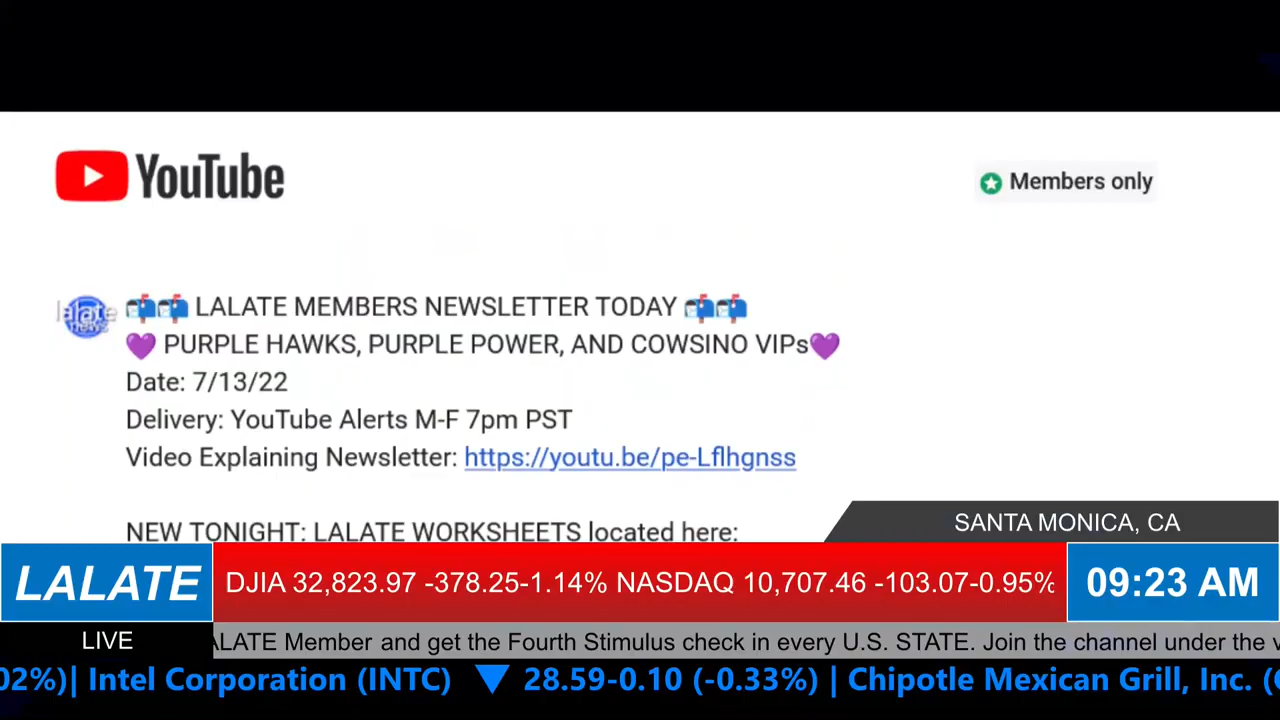 YouTube
Members only
lalate
news
📬📬 LALATE MEMBERS NEWSLETTER TODAY 📬📬
💜 PURPLE HAWKS, PURPLE POWER, AND COWSINO VIPs💜
Date: 7/13/22
Delivery: YouTube Alerts M-F 7pm PST
Video Explaining Newsletter: https://youtu.be/pe-Lflhgnss
NEW TONIGHT: LALATE WORKSHEETS located here:
SANTA MONICA, CA
LALATE
DJIA 32,823.97 -378.25-1.14% NASDAQ 10,707.46 -103.07-0.95%
09:23 AM
LIVE
ALATE Member and get the Fourth Stimulus check in every U.S. STATE. Join the channel under the v
02%)| Intel Corporation (INTC) ▼ 28.59-0.10 (-0.33%) | Chipotle Mexican Grill, Inc. (